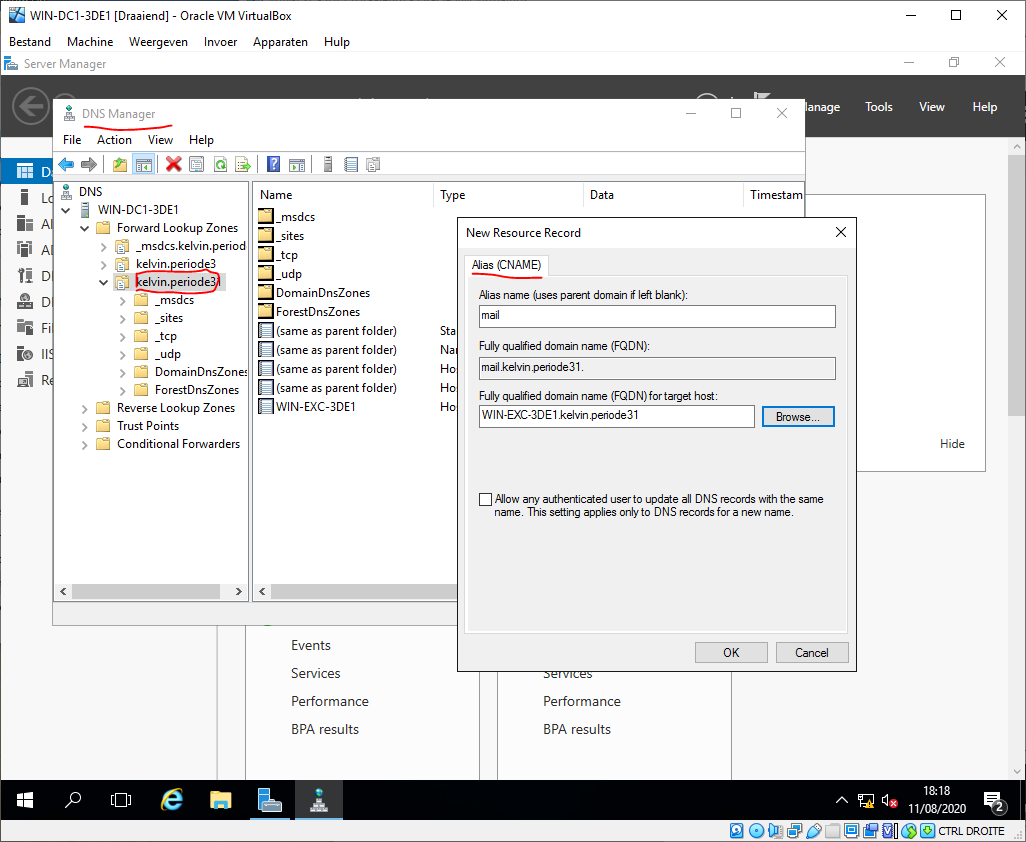 WIN-DC1-3DE1 [Draaiend] - Oracle VM VirtualBox
Bestand Machine Weergeven Invoer Apparaten Hulp
Server Manager
Manage Tools View Help
DNS Manager
File Action View Help
DNS
WIN-DC1-3DE1
Forward Lookup Zones
_msdcs.kelvin.period
kelvin.periode3
kelvin.periode31
_msdcs
_sites
_tcp
_udp
DomainDnsZones
ForestDnsZones
Reverse Lookup Zones
Trust Points
Conditional Forwarders
Name Type Data Timestam
_msdcs
_sites
_tcp
_udp
DomainDnsZones
ForestDnsZones
(same as parent folder) Sta
(same as parent folder) Nar
(same as parent folder) Ho
(same as parent folder) Ho
WIN-EXC-3DE1 Ho
New Resource Record
Alias (CNAME)
Alias name (uses parent domain if left blank):
mail
Fully qualified domain name (FQDN):
mail.kelvin.periode31.
Fully qualified domain name (FQDN) for target host:
WIN-EXC-3DE1.kelvin.periode31
Browse...
Allow any authenticated user to update all DNS records with the same
name. This setting applies only to DNS records for a new name.
OK Cancel
Hide
Events
Services Services
Performance Performance
BPA results BPA results
18:18
11/08/2020
2
CTRL DROITE